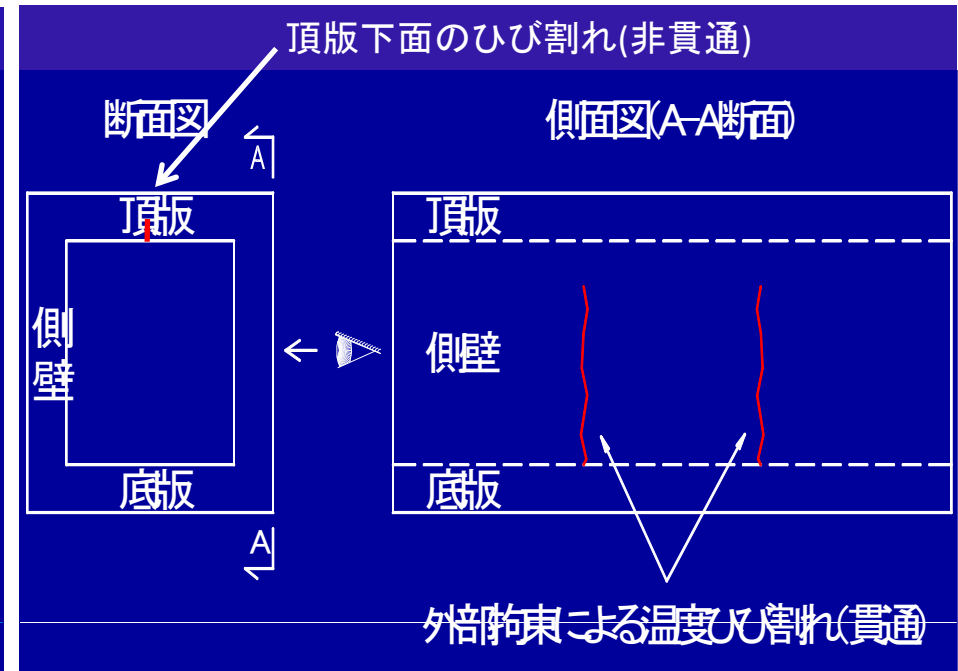 頂版下面のひび割れ(非貫通)
断面図
側面図(A-A断面)
A
頂版
頂版
側壁
側壁
底版
底版
A
外部拘束による温度ひび割れ(貫通)